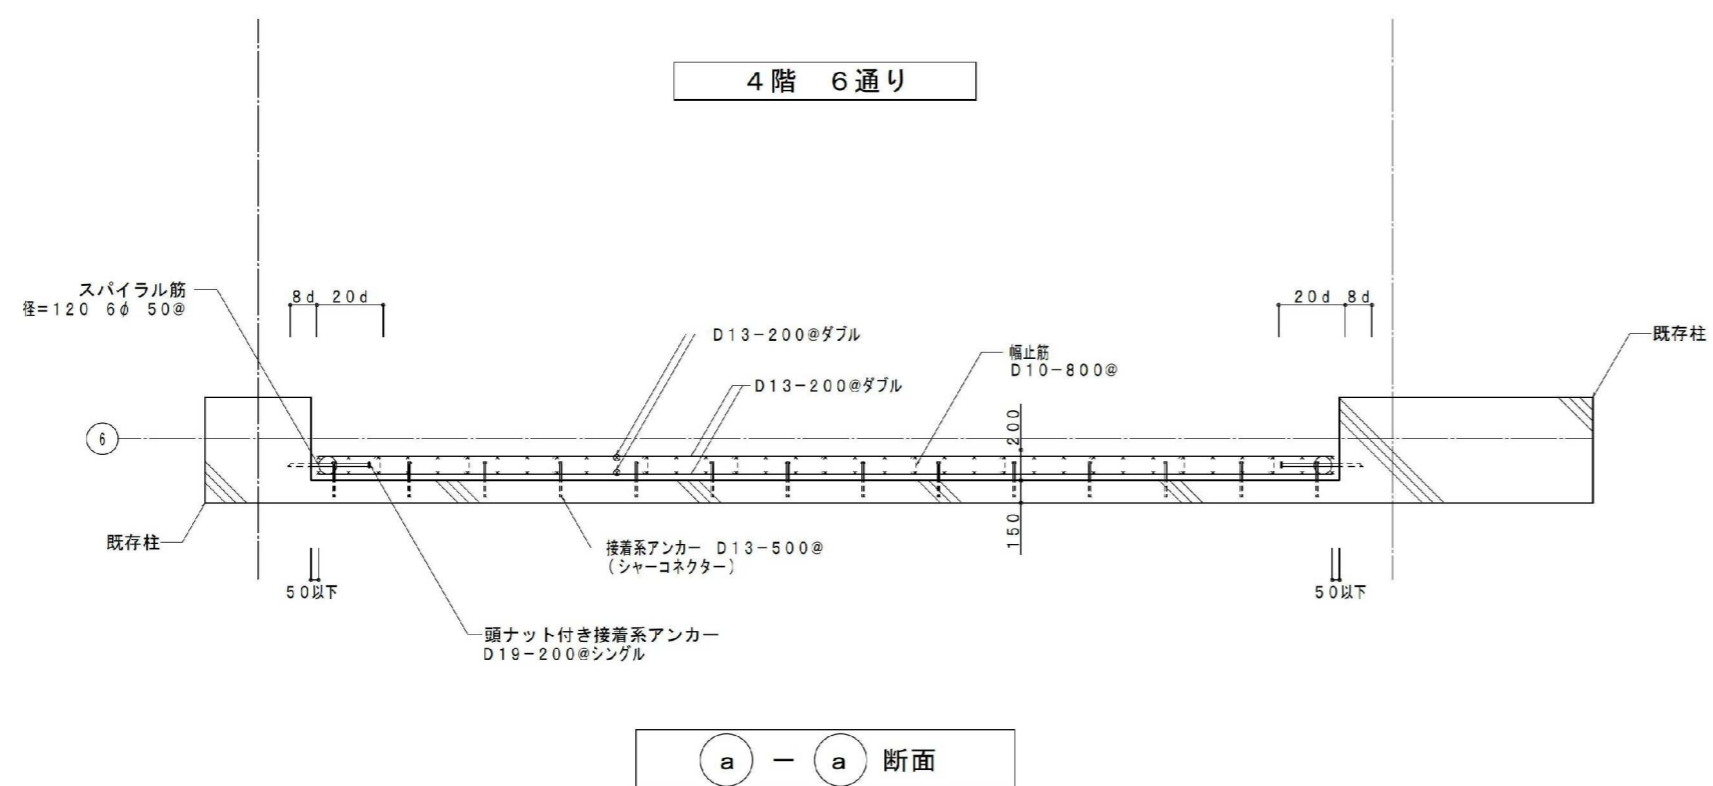 4階　6通り
スパイラル筋
径=120　6φ　50@
8d　20d
20d　8d
D13-200@ダブル
既存柱
幅止筋
D10-800@
D13-200@ダブル
200
6
150
既存柱
接着系アンカー　D13-500@
(シャーコネクター)
50以下
50以下
頭ナット付き接着系アンカー
D19-200@シングル
a － a 断面